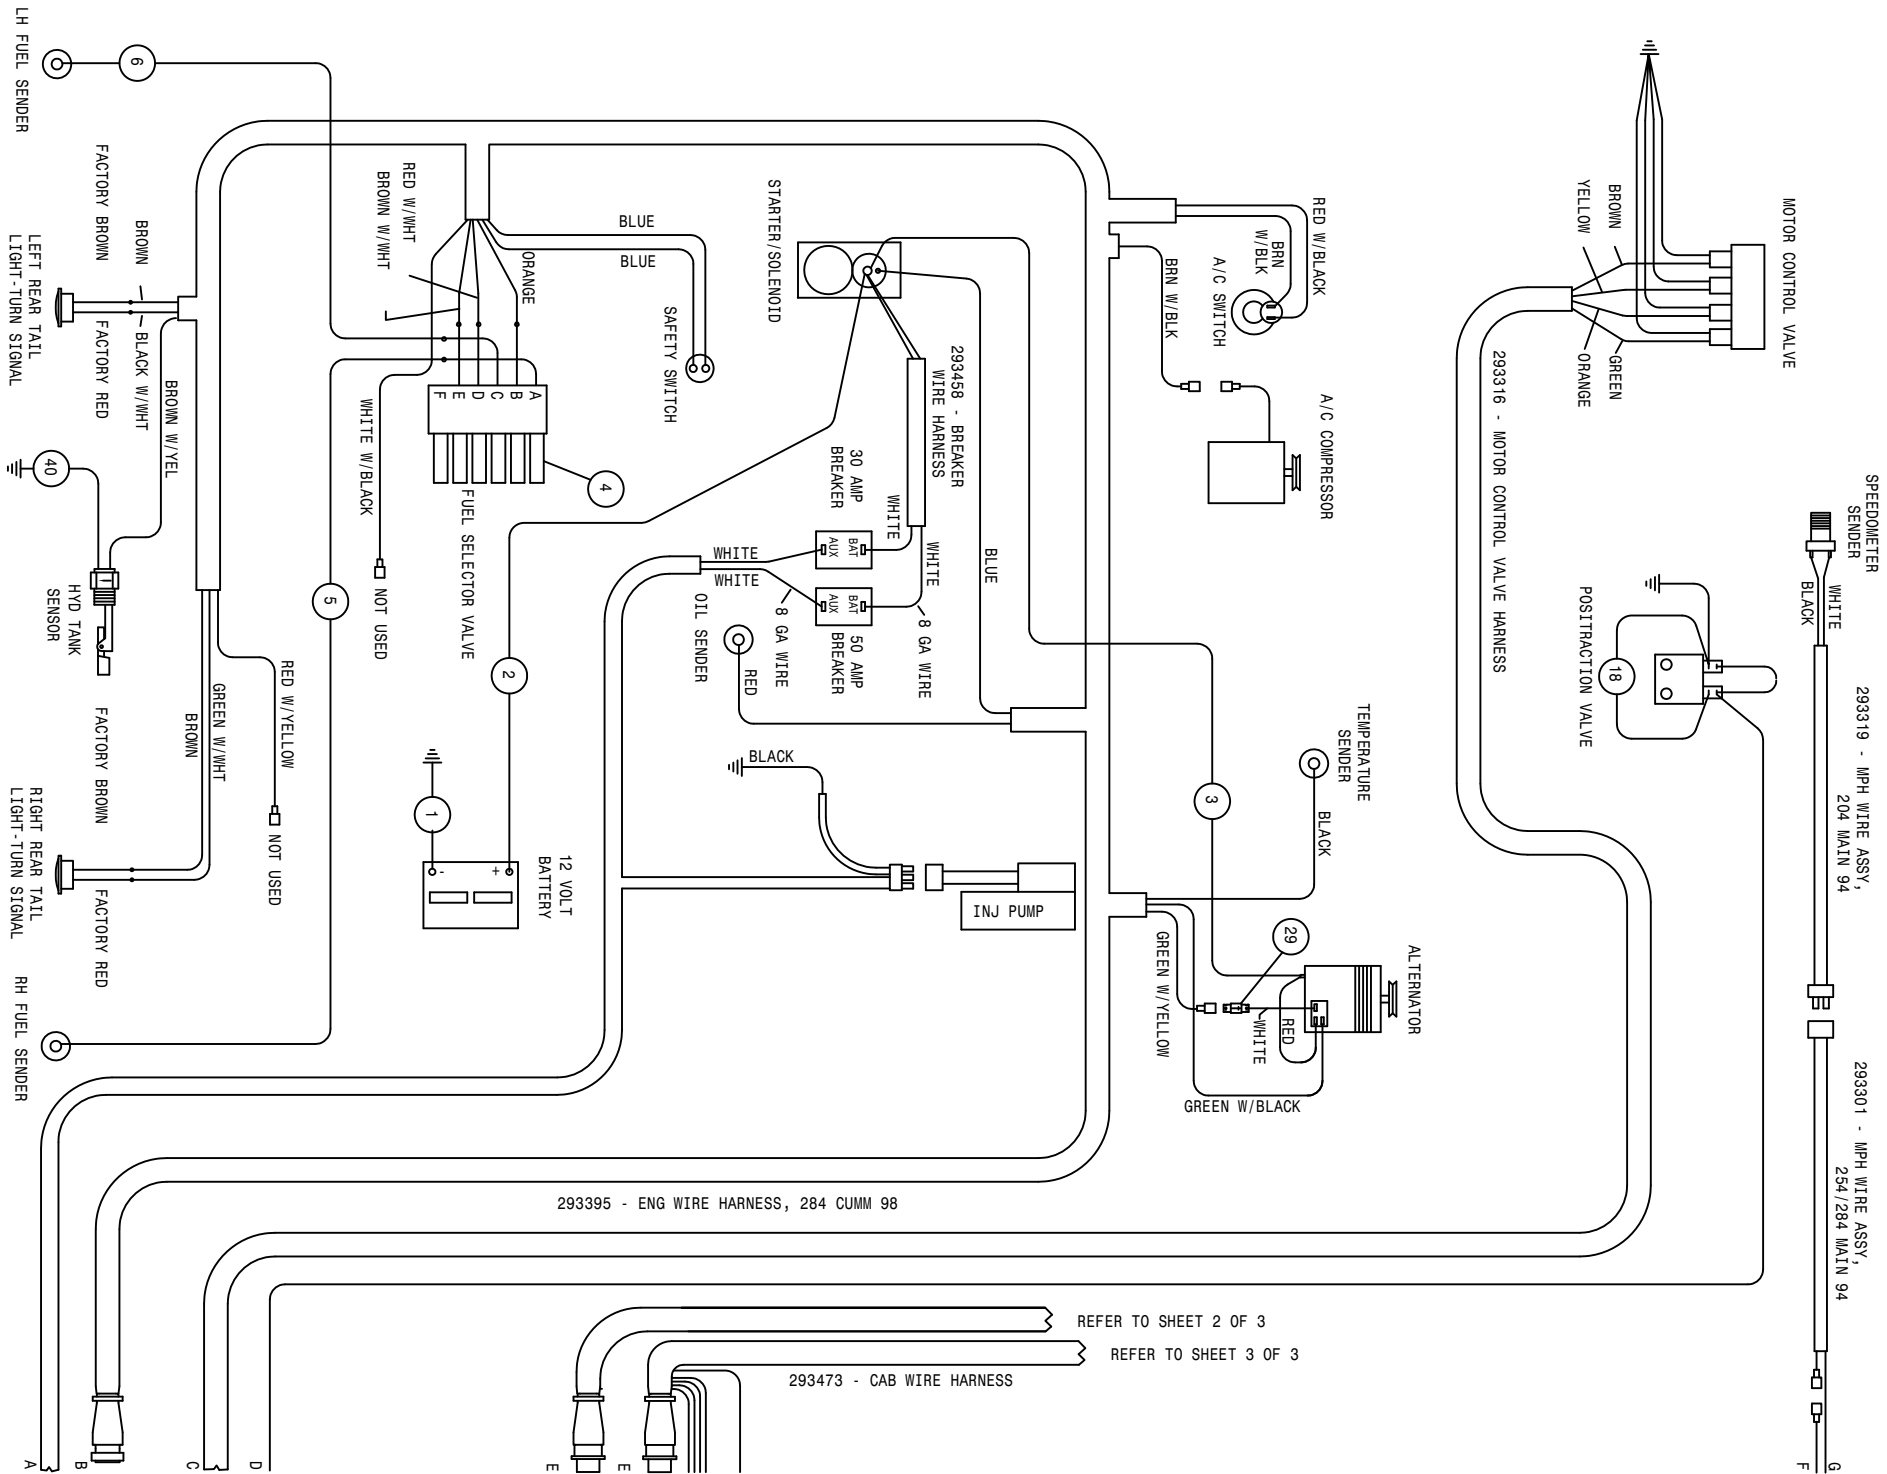 LH FUEL SENDER
6
FACTORY BROWN
BROWN
LEFT REAR TAIL
LIGHT-TURN SIGNAL
BLACK W/WHT
FACTORY RED
BROWN W/YEL
40
HYD TANK
SENSOR
RED W/WHT
BROWN W/WHT
ORANGE
BLUE
BLUE
SAFETY SWITCH
A
B
C
D
E
F
4
FUEL SELECTOR VALVE
WHITE W/BLACK
NOT USED
5
RED W/YELLOW
NOT USED
GREEN W/WHT
BROWN
FACTORY BROWN
RIGHT REAR TAIL
LIGHT-TURN SIGNAL
FACTORY RED
RH FUEL SENDER
STARTER/SOLENOID
293458 - BREAKER
WIRE HARNESS
30 AMP
BREAKER
WHITE
WHITE
BAT
AUX
BAT
AUX
WHITE
WHITE
8 GA WIRE
50 AMP
BREAKER
8 GA WIRE
BLUE
OIL SENDER
RED
2
1
-
+
12 VOLT
BATTERY
BLACK
INJ PUMP
RED W/BLACK
BRN
W/BLK
A/C SWITCH
BRN W/BLK
A/C COMPRESSOR
3
TEMPERATURE
SENDER
BLACK
29
GREEN W/YELLOW
WHITE
RED
ALTERNATOR
GREEN W/BLACK
MOTOR CONTROL VALVE
BROWN
YELLOW
GREEN
ORANGE
293316 - MOTOR CONTROL VALVE HARNESS
SPEEDOMETER
SENDER
WHITE
BLACK
POSITRACTION VALVE
18
293319 - MPH WIRE ASSY,
204 MAIN 94
293301 - MPH WIRE ASSY,
254/284 MAIN 94
293395 - ENG WIRE HARNESS, 284 CUMM 98
REFER TO SHEET 2 OF 3
REFER TO SHEET 3 OF 3
293473 - CAB WIRE HARNESS
A
B
C
D
E
E
F
G